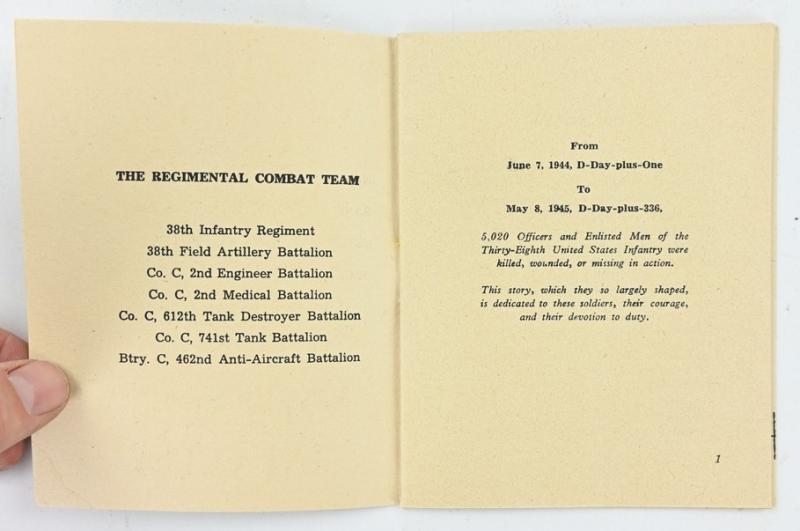 THE REGIMENTAL COMBAT TEAM
38th Infantry Regiment
38th Field Artillery Battalion
Co. C, 2nd Engineer Battalion
Co. C, 2nd Medical Battalion
Co. C, 612th Tank Destroyer Battalion
Co. C, 741st Tank Battalion
Btry. C, 462nd Anti-Aircraft Battalion
From
June 7, 1944, D-Day-plus-One
To
May 8, 1945, D-Day-plus-336,
5,020 Officers and Enlisted Men of the
Thirty-Eighth United States Infantry were
killed, wounded, or missing in action.
This story, which they so largely shaped,
is dedicated to these soldiers, their courage,
and their devotion to duty.
1